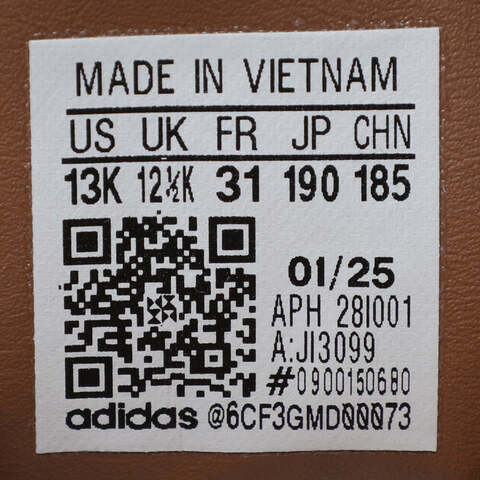 MADE IN VIETNAM
US UK FR JP CHN
13K 12½K 31 190 185
01/25
APH 28I001
A:JI3099
#0900150680
adidas @6CF3GMD00073